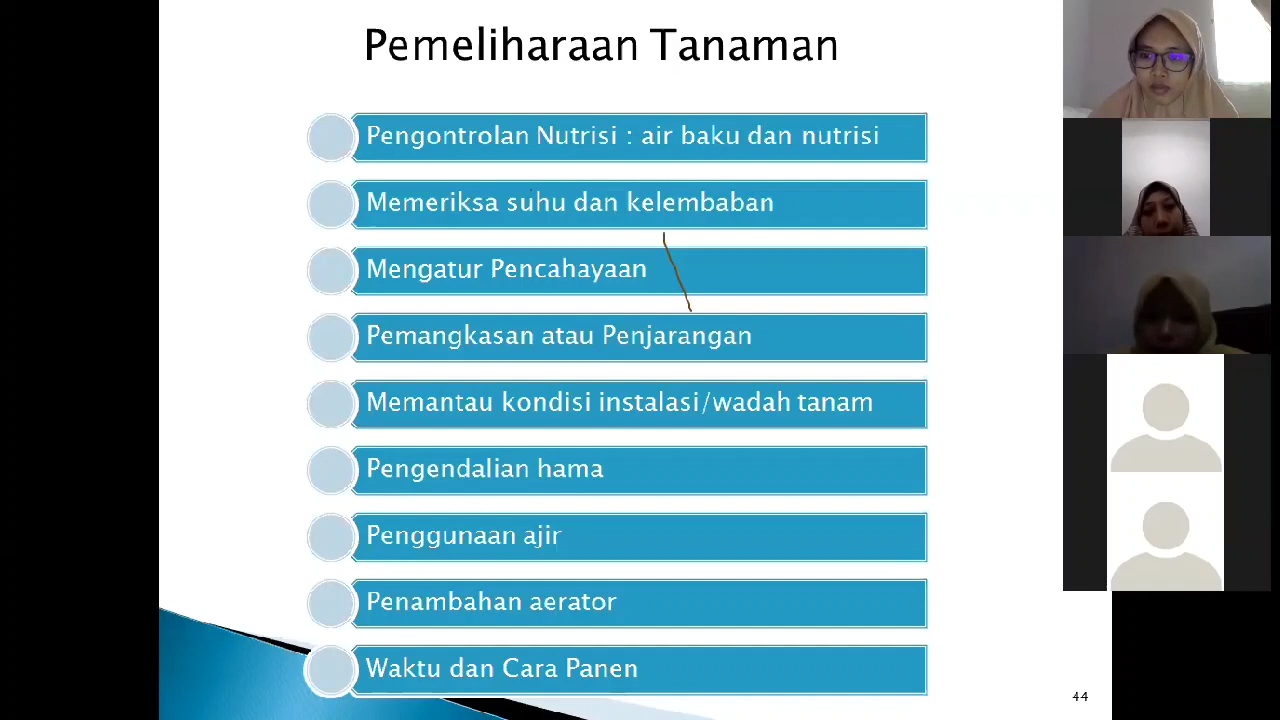 Pemeliharaan Tanaman
Pengontrolan Nutrisi : air baku dan nutrisi
Memeriksa suhu dan kelembaban
Mengatur Pencahayaan
Pemangkasan atau Penjarangan
Memantau kondisi instalasi/wadah tanam
Pengendalian hama
Penggunaan ajir
Penambahan aerator
Waktu dan Cara Panen
44